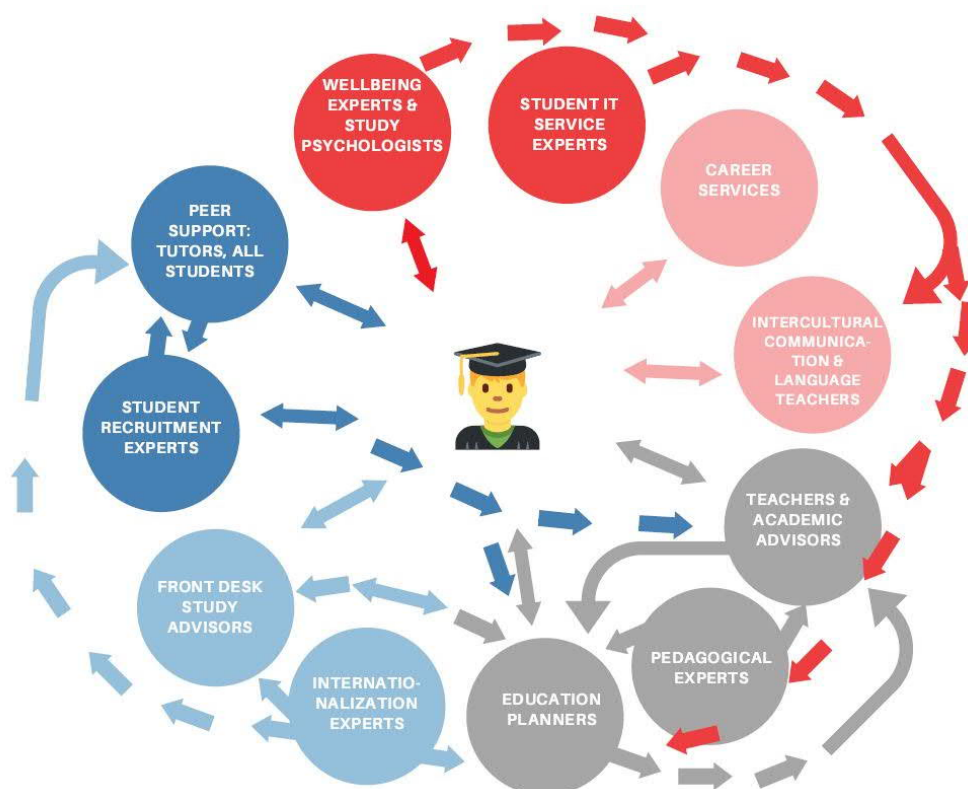 WELLBEING
EXPERTS &
STUDY
PSYCHOLOGISTS
STUDENT IT
SERVICE
EXPERTS
CAREER
SERVICES
PEER
SUPPORT:
TUTORS, ALL
STUDENTS
INTERCULTURAL
COMMUNICA-
TION &
LANGUAGE
TEACHERS
STUDENT
RECRUITMENT
EXPERTS
TEACHERS &
ACADEMIC
ADVISORS
FRONT DESK
STUDY
ADVISORS
PEDAGOGICAL
EXPERTS
INTERNATIO-
NALIZATION
EXPERTS
EDUCATION
PLANNERS